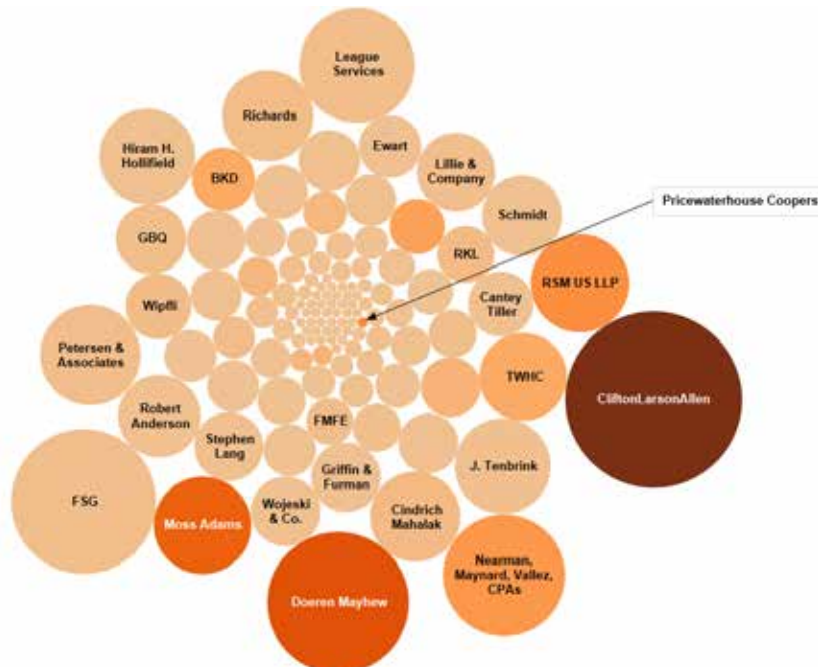 League
Services
Richards
Ewart
Hiram H.
Hollifield
BKD
Lillie &
Company
Schmidt
Pricewaterhouse Coopers
GBQ
RKL
RSM US LLP
Wipfli
Cantey
Tiller
Petersen &
Associates
TWHC
CliftonLarsonAllen
Robert
Anderson
FMFE
Stephen
Lang
J. Tenbrink
Griffin &
Furman
FSG
Wojeski
& Co.
Cindrich
Mahalak
Moss Adams
Nearman,
Maynard, Vallez,
CPAs
Doeren Mayhew